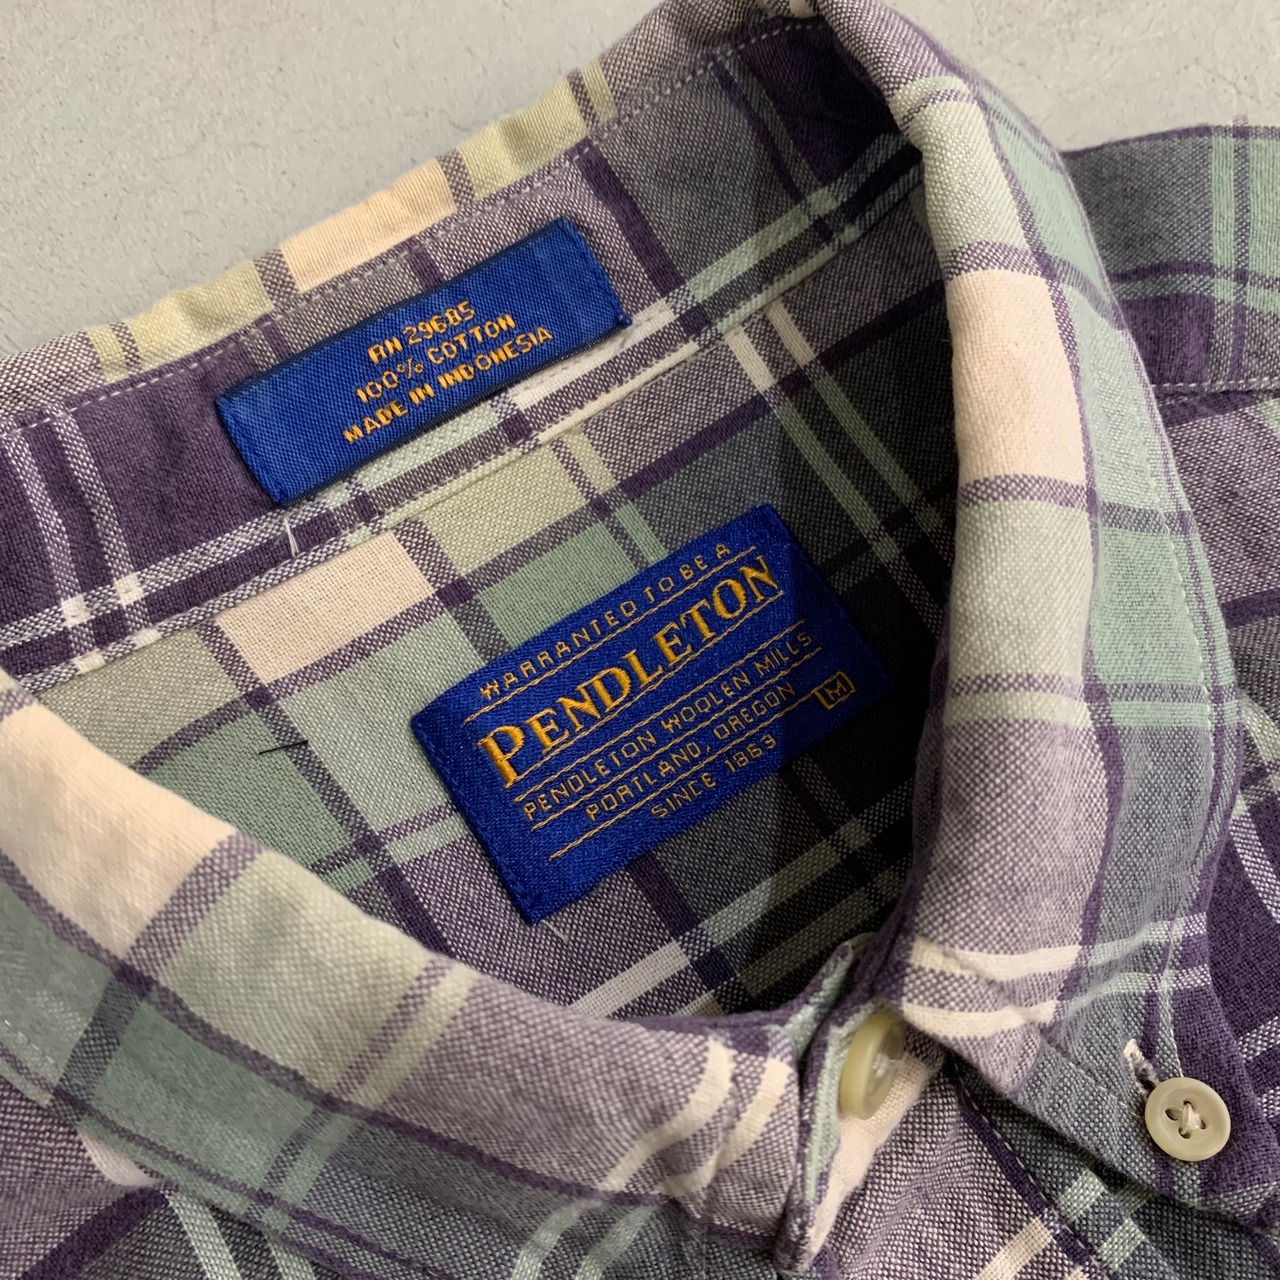 RN 29685
100% COTTON
MADE IN INDONESIA
WARRANTED TO BE A
PENDLETON
PENDLETON WOOLEN MILLS
PORTLAND, OREGON
M
SINCE 1863